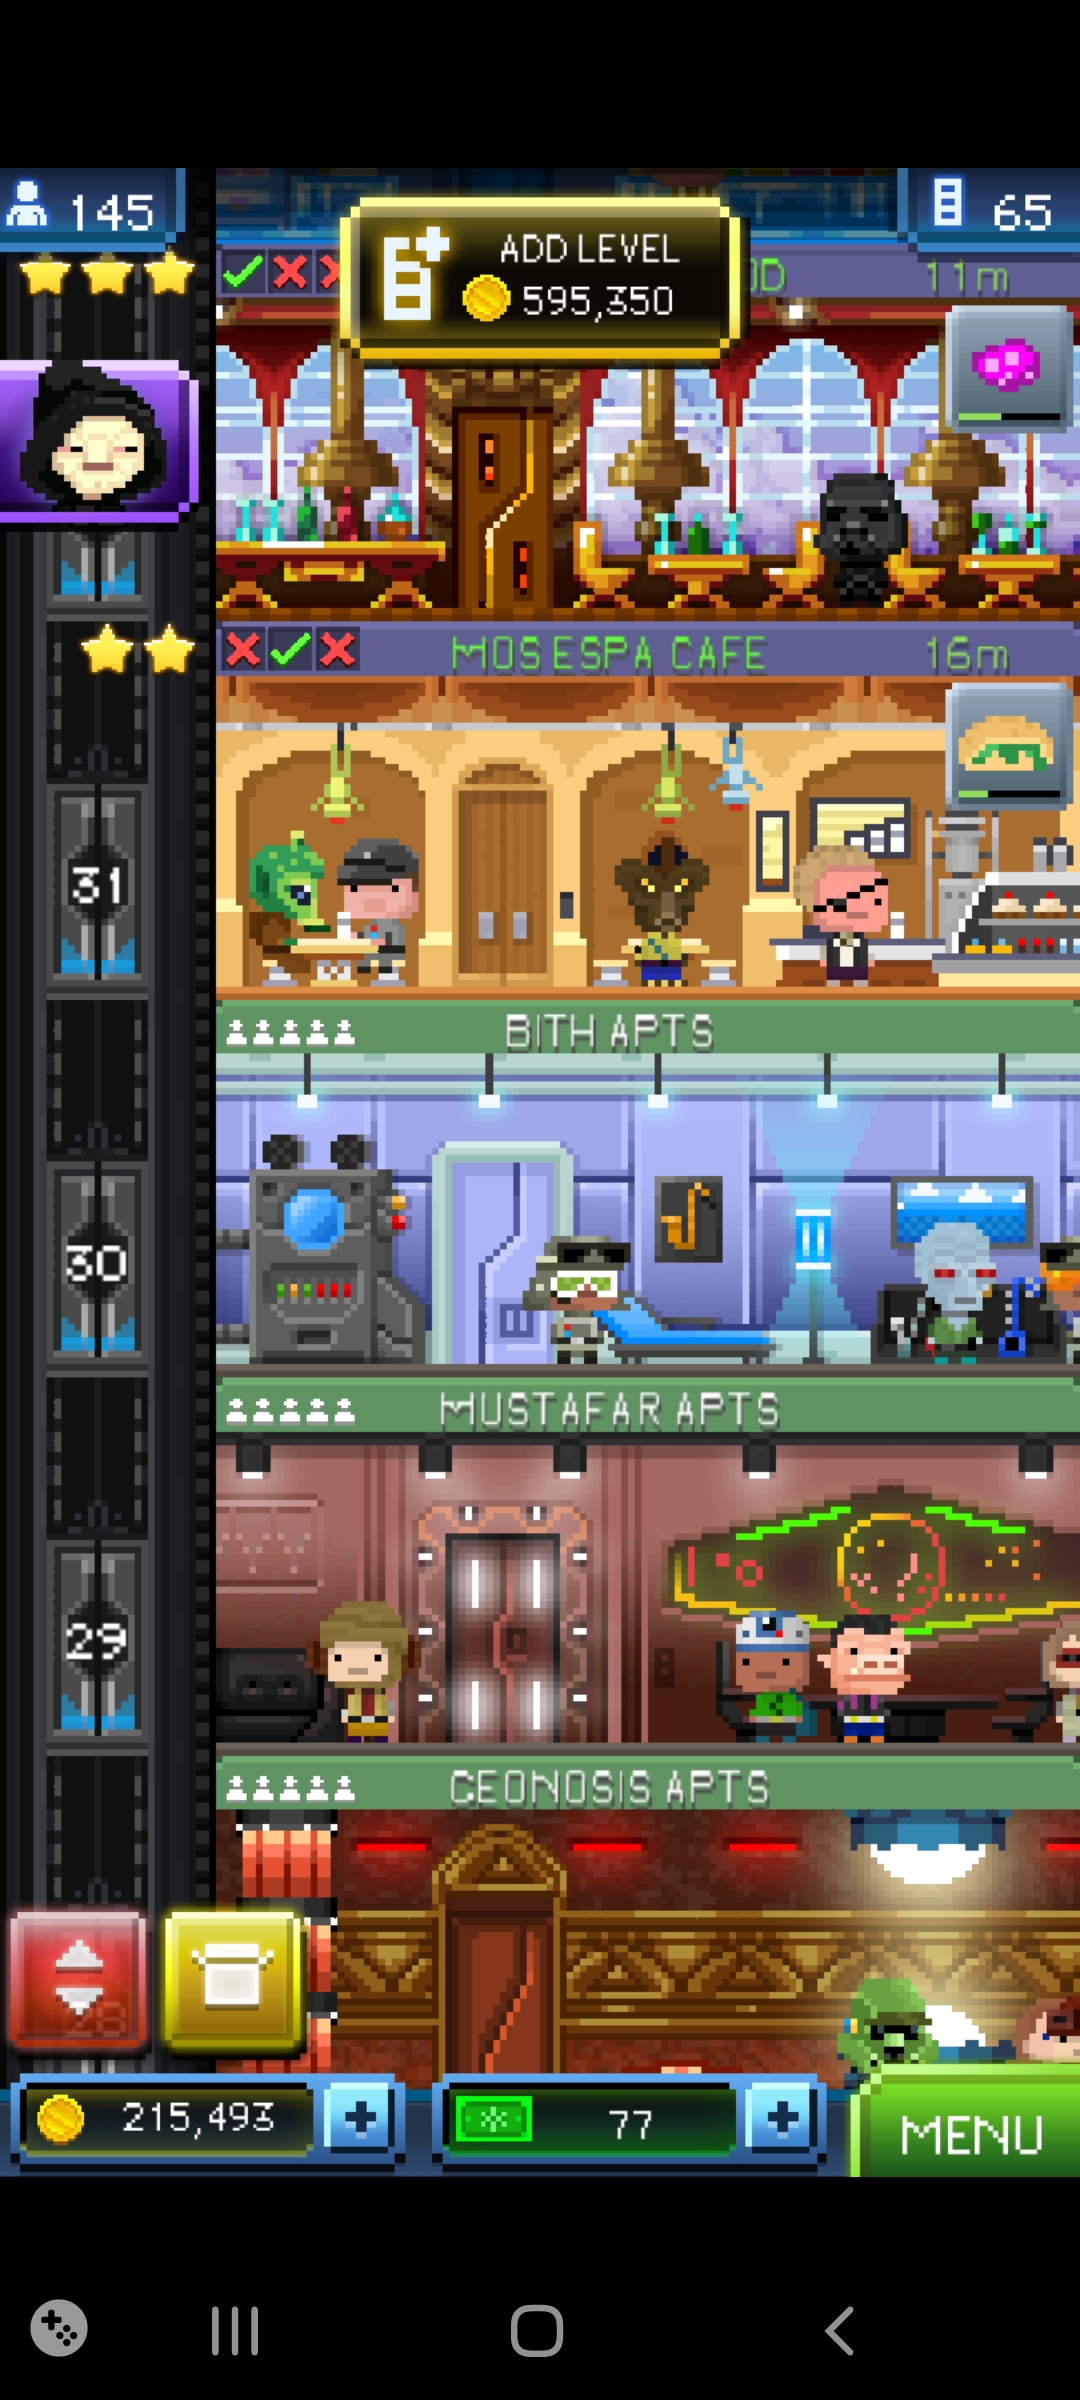 145
65
ADD LEVEL
595,350
11m
MOS ESPA CAFE
16m
31
BITH APTS
30
MUSTAFAR APTS
29
GEONOSIS APTS
28
215,493
77
MENU